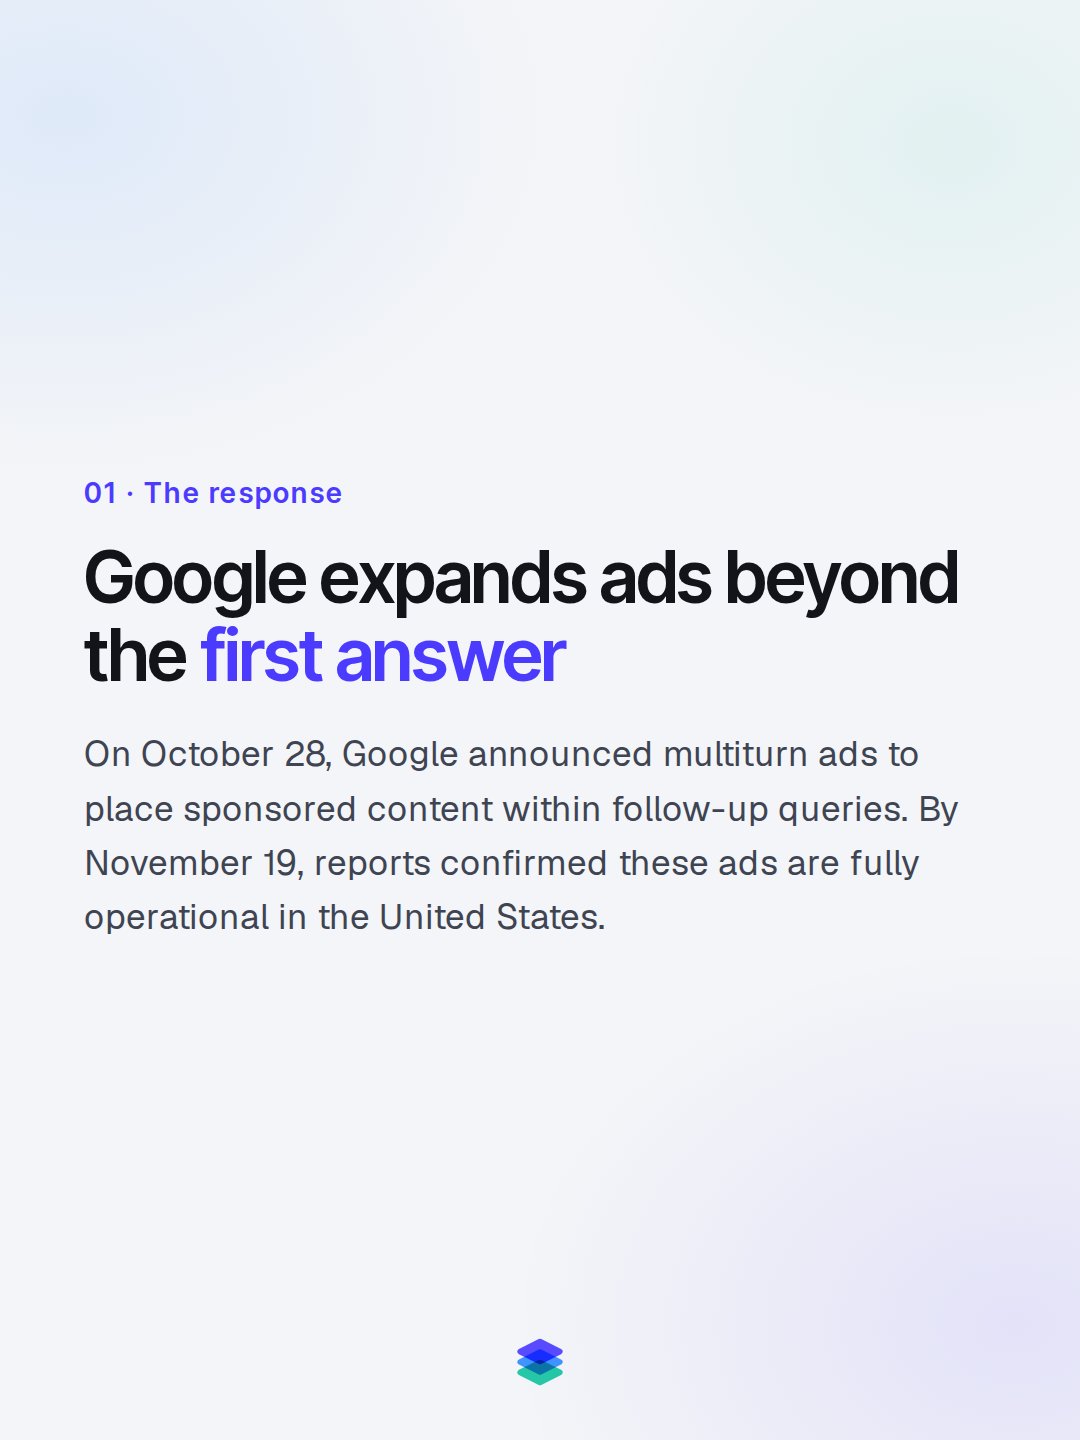 01 · The response
Google expands ads beyond
the first answer
On October 28, Google announced multiturn ads to
place sponsored content within follow-up queries. By
November 19, reports confirmed these ads are fully
operational in the United States.